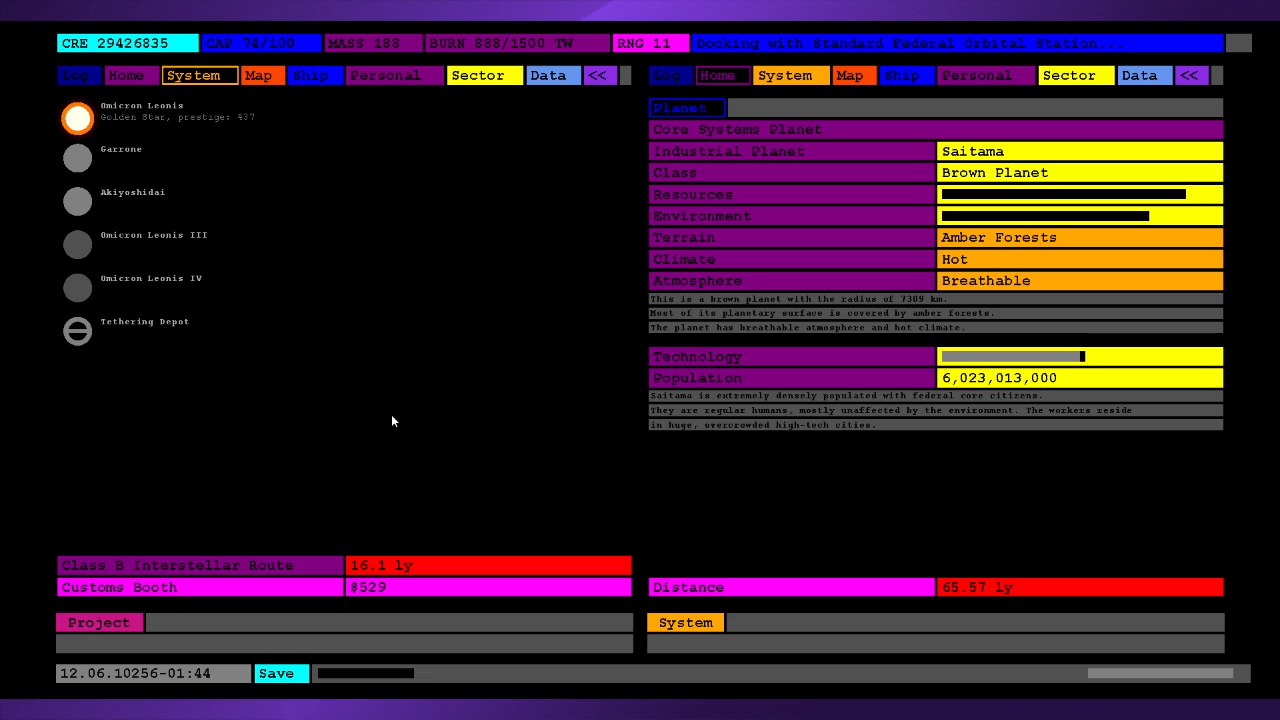 CRE 29426835 CAP 74/100 MASS 188 BURN 888/1500 TW RNG 11 Docking with Standard Federal Orbital Station...
Log Home System Map Ship Personal Sector Data <<
Omicron Leonis
Golden Star, prestige: 437
Garrone
Akiyoshidai
Omicron Leonis III
Omicron Leonis IV
Tethering Depot
Class B Interstellar Route 16.1 ly
Customs Booth $529
Project
Log Home System Map Ship Personal Sector Data <<
Planet
Core Systems Planet
Industrial Planet Saitama
Class Brown Planet
Resources
Environment
Terrain Amber Forests
Climate Hot
Atmosphere Breathable
This is a brown planet with the radius of 7309 km.
Most of its planetary surface is covered by amber forests.
The planet has breathable atmosphere and hot climate.
Technology
Population 6,023,013,000
Saitama is extremely densely populated with federal core citizens.
They are regular humans, mostly unaffected by the environment. The workers reside
in huge, overcrowded high-tech cities.
Distance 65.57 ly
System
12.06.10256-01:44 Save